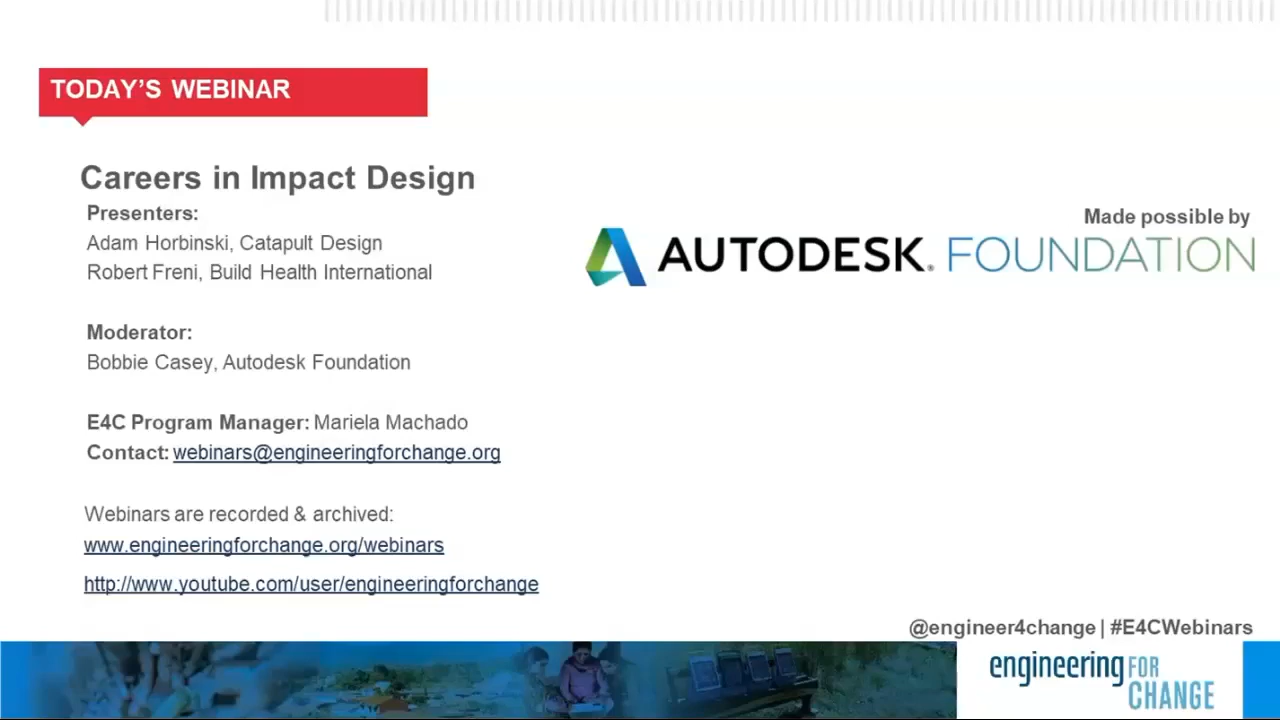 TODAY'S WEBINAR
Careers in Impact Design
Presenters:
Adam Horbinski, Catapult Design
Robert Freni, Build Health International
Moderator:
Bobbie Casey, Autodesk Foundation
E4C Program Manager: Mariela Machado
Contact: webinars@engineeringforchange.org
Webinars are recorded & archived:
www.engineeringforchange.org/webinars
http://www.youtube.com/user/engineeringforchange
Made possible by
AUTODESK. FOUNDATION
@engineer4change | #E4CWebinars
engineering FOR
CHANGE